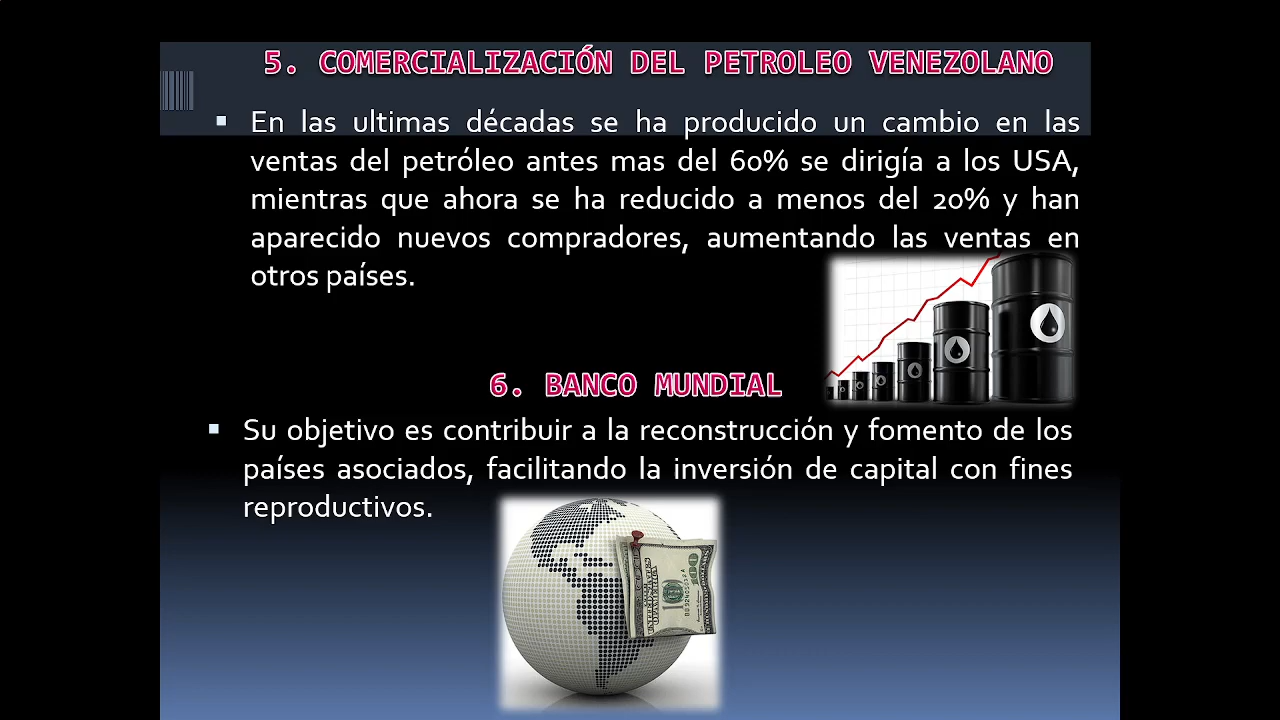 5. COMERCIALIZACIÓN DEL PETROLEO VENEZOLANO
En las ultimas décadas se ha producido un cambio en las
ventas del petróleo antes mas del 60% se dirigía a los USA,
mientras que ahora se ha reducido a menos del 20% y han
aparecido nuevos compradores, aumentando las ventas en
otros países.
6. BANCO MUNDIAL
Su objetivo es contribuir a la reconstrucción y fomento de los
países asociados, facilitando la inversión de capital con fines
reproductivos.
100